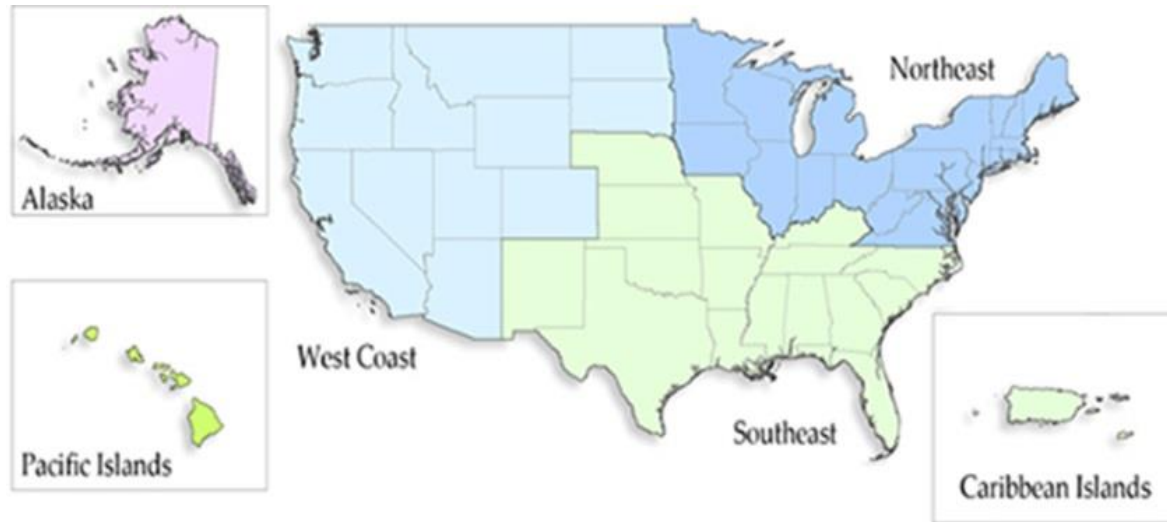 Northeast
Alaska
West Coast
Southeast
Pacific Islands
Caribbean Islands